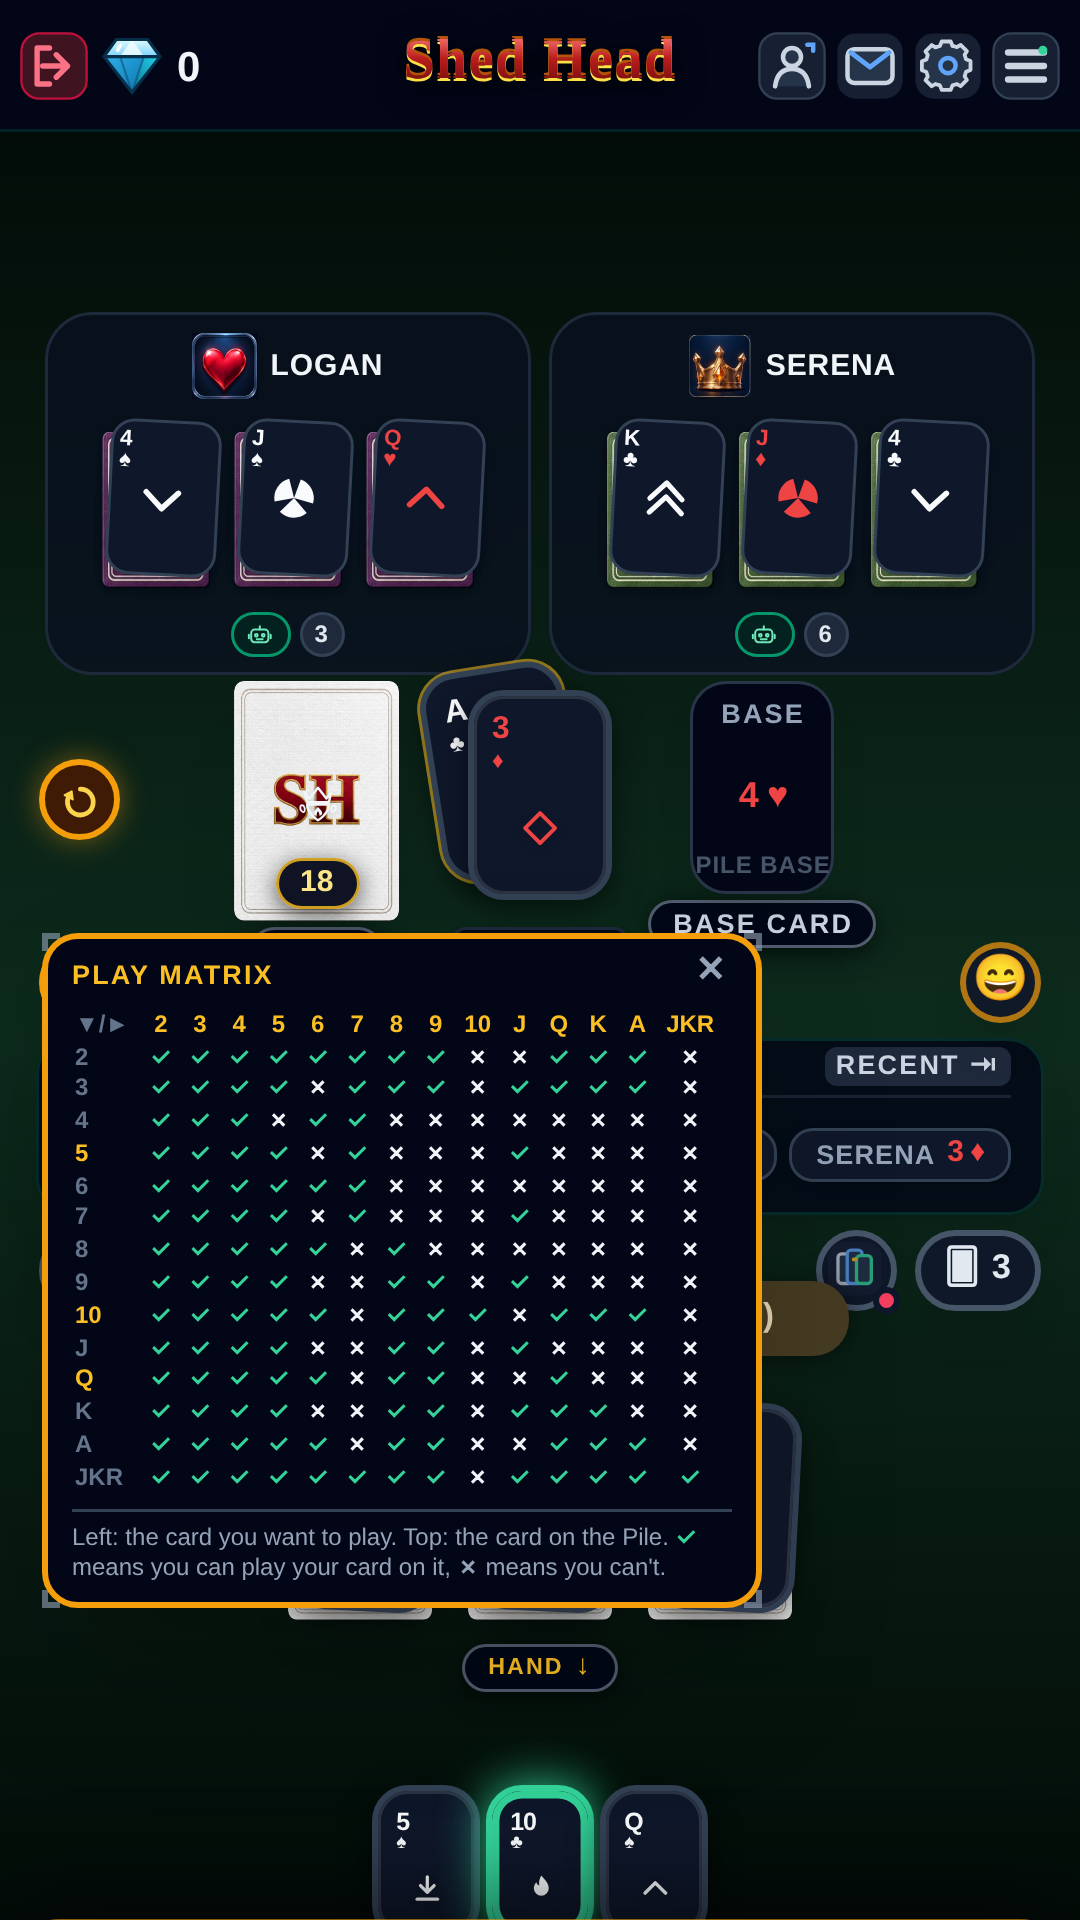 0
Shed Head
LOGAN
SERENA
4
J
Q
K
J
4
3
6
A
3
SH
18
BASE
4 ♥
PILE BASE
BASE CARD
PLAY MATRIX ✕
▼/► 2 3 4 5 6 7 8 9 10 J Q K A JKR
2 ✓ ✓ ✓ ✓ ✓ ✓ ✓ ✓ ✕ ✕ ✓ ✓ ✓ ✕
3 ✓ ✓ ✓ ✓ ✕ ✓ ✓ ✓ ✕ ✓ ✓ ✓ ✓ ✕
4 ✓ ✓ ✓ ✕ ✓ ✓ ✕ ✕ ✕ ✕ ✕ ✕ ✕ ✕
5 ✓ ✓ ✓ ✓ ✕ ✓ ✕ ✕ ✕ ✓ ✕ ✕ ✕ ✕
6 ✓ ✓ ✓ ✓ ✓ ✓ ✕ ✕ ✕ ✕ ✕ ✕ ✕ ✕
7 ✓ ✓ ✓ ✓ ✕ ✓ ✕ ✕ ✕ ✓ ✕ ✕ ✕ ✕
8 ✓ ✓ ✓ ✓ ✓ ✕ ✓ ✕ ✕ ✕ ✕ ✕ ✕ ✕
9 ✓ ✓ ✓ ✓ ✕ ✕ ✓ ✓ ✕ ✓ ✕ ✕ ✕ ✕
10 ✓ ✓ ✓ ✓ ✓ ✕ ✓ ✓ ✓ ✕ ✓ ✓ ✓ ✕
J ✓ ✓ ✓ ✓ ✕ ✕ ✓ ✓ ✕ ✓ ✕ ✕ ✕ ✕
Q ✓ ✓ ✓ ✓ ✓ ✕ ✓ ✓ ✕ ✕ ✓ ✕ ✕ ✕
K ✓ ✓ ✓ ✓ ✕ ✕ ✓ ✓ ✕ ✓ ✓ ✓ ✕ ✕
A ✓ ✓ ✓ ✓ ✓ ✕ ✓ ✓ ✕ ✕ ✓ ✓ ✓ ✕
JKR ✓ ✓ ✓ ✓ ✓ ✓ ✓ ✓ ✕ ✓ ✓ ✓ ✓ ✓
Left: the card you want to play. Top: the card on the Pile. ✓
means you can play your card on it, ✕ means you can't.
RECENT
SERENA 3 ♦
3
)
HAND ↓
5
10
Q